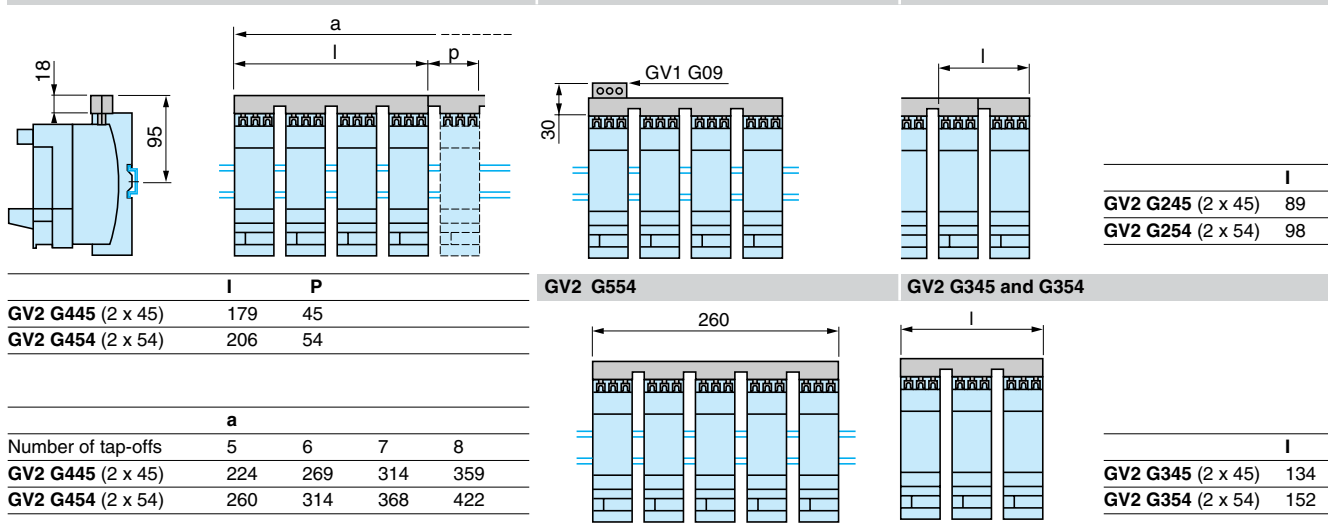 a
l
p
18
95
GV1 G09
30
l
l
GV2 G245 (2 x 45) 89
GV2 G254 (2 x 54) 98
l P
GV2 G445 (2 x 45) 179 45
GV2 G454 (2 x 54) 206 54
a
Number of tap-offs 5 6 7 8
GV2 G445 (2 x 45) 224 269 314 359
GV2 G454 (2 x 54) 260 314 368 422
GV2 G554
260
GV2 G345 and G354
l
l
GV2 G345 (2 x 45) 134
GV2 G354 (2 x 54) 152